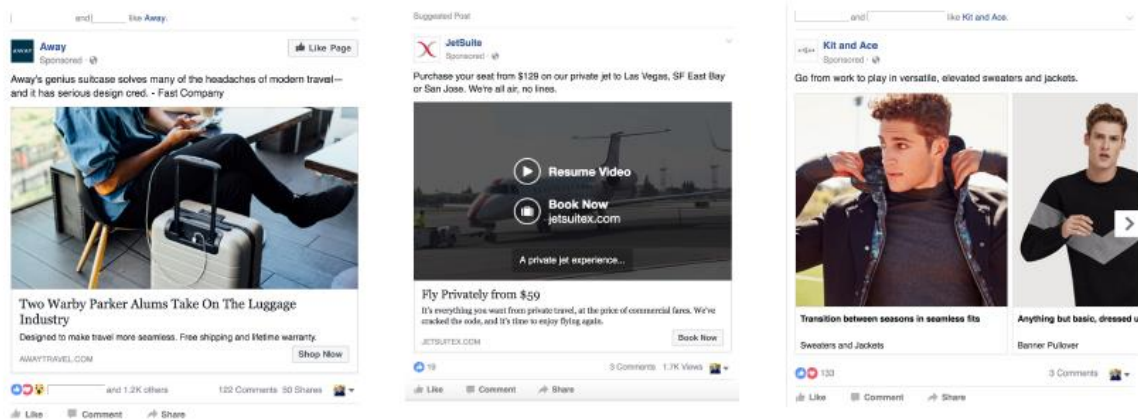 and like Away.
AWAY
Away
Sponsored ·
Like Page
Away's genius suitcase solves many of the headaches of modern travel—
and it has serious design cred. - Fast Company
Two Warby Parker Alums Take On The Luggage
Industry
Designed to make travel more seamless. Free shipping and lifetime warranty.
AWAYTRAVEL.COM
Shop Now
and 1.2K others
122 Comments 50 Shares
Like Comment Share
Suggested Post
JetSuite
Sponsored ·
Purchase your seat from $129 on our private jet to Las Vegas, SF East Bay
or San Jose. We're all air, no lines.
Resume Video
Book Now
jetsuitex.com
A private jet experience...
Fly Privately from $59
It's everything you want from private travel, at the price of commercial fares. We've
cracked the code, and it's time to enjoy flying again.
JETSUITEX.COM
Book Now
19
3 Comments 1.7K Views
Like Comment Share
and like Kit and Ace.
Kit and Ace
Sponsored ·
Go from work to play in versatile, elevated sweaters and jackets.
Transition between seasons in seamless fits
Sweaters and Jackets
Anything but basic, dressed u
Banner Pullover
133
3 Comments
Like Comment Share